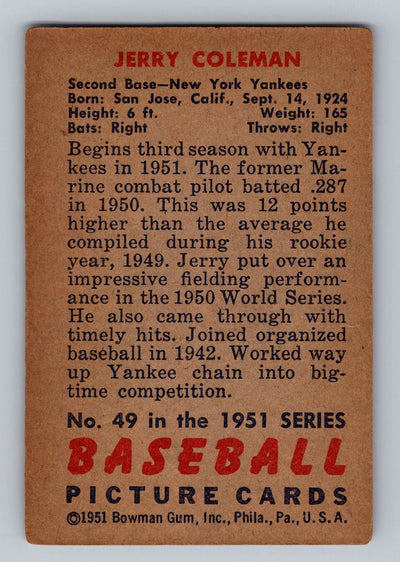 JERRY COLEMAN
Second Base—New York Yankees
Born: San Jose, Calif., Sept. 14, 1924
Height: 6 ft. Weight: 165
Bats: Right Throws: Right
Begins third season with Yan-
kees in 1951. The former Ma-
rine combat pilot batted .287
in 1950. This was 12 points
higher than the average he
compiled during his rookie
year, 1949. Jerry put over an
impressive fielding perform-
ance in the 1950 World Series.
He also came through with
timely hits. Joined organized
baseball in 1942. Worked way
up Yankee chain into big-
time competition.
No. 49 in the 1951 SERIES
BASEBALL
PICTURE CARDS
©1951 Bowman Gum, Inc., Phila., Pa., U.S.A.